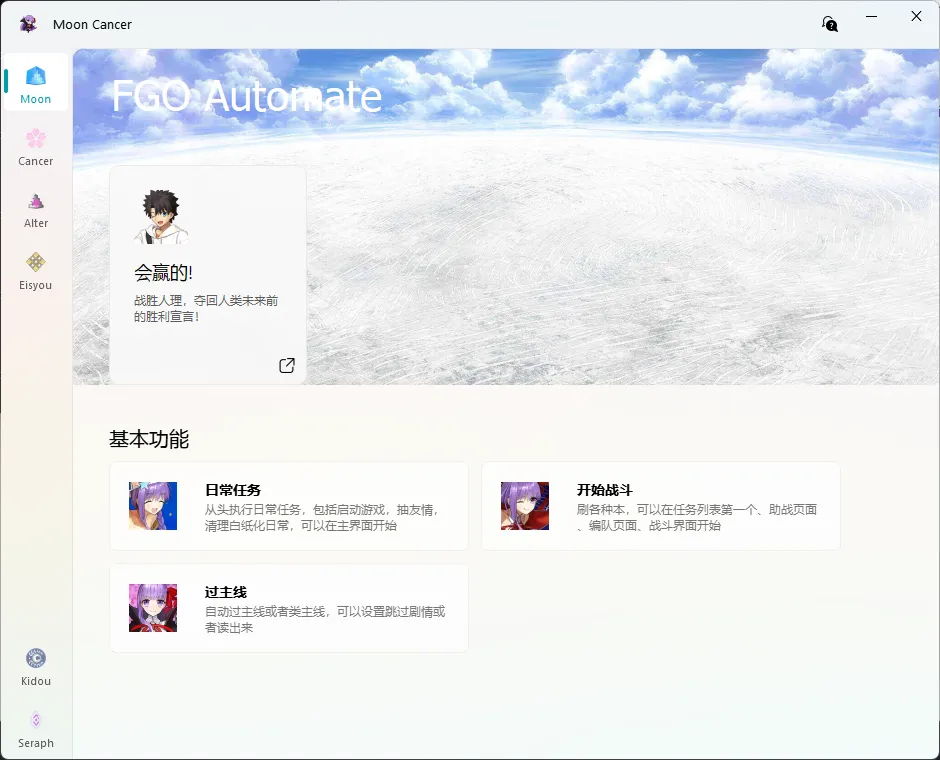 Moon Cancer
Moon
Cancer
Alter
Eisyou
Kidou
Seraph
FGO Automate
会赢的!
战胜人理，夺回人类未来前
的胜利宣言!
基本功能
日常任务
从头执行日常任务，包括启动游戏，抽友情，
清理白纸化日常，可以在主界面开始
开始战斗
刷各种本，可以在任务列表第一个、助战页面
、编队页面、战斗界面开始
过主线
自动过主线或者类主线，可以设置跳过剧情或
者读出来